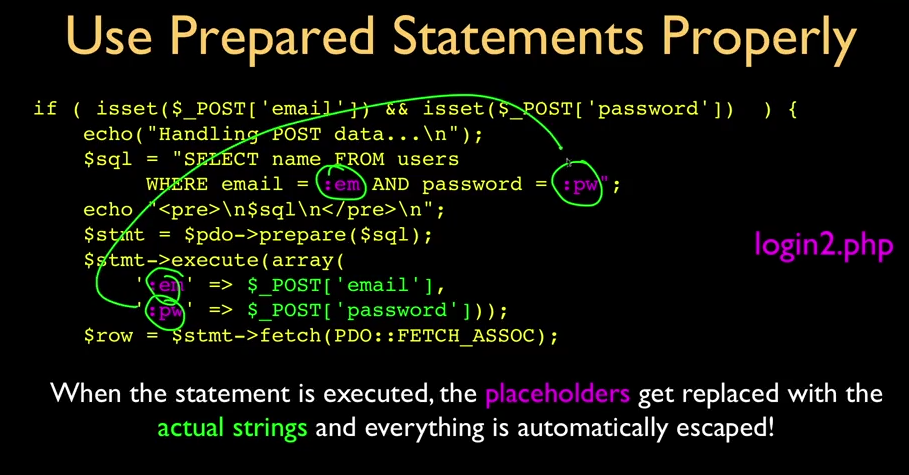 Use Prepared Statements Properly
if ( isset($_POST['email']) && isset($_POST['password'])  ) {
    echo("Handling POST data...\n");
    $sql = "SELECT name FROM users
         WHERE email = :em AND password = :pw";
    echo "<pre>\n$sql\n</pre>\n";
    $stmt = $pdo->prepare($sql);
    $stmt->execute(array(
        ':em' => $_POST['email'],
        ':pw' => $_POST['password']));
    $row = $stmt->fetch(PDO::FETCH_ASSOC);
login2.php
When the statement is executed, the placeholders get replaced with the
actual strings and everything is automatically escaped!